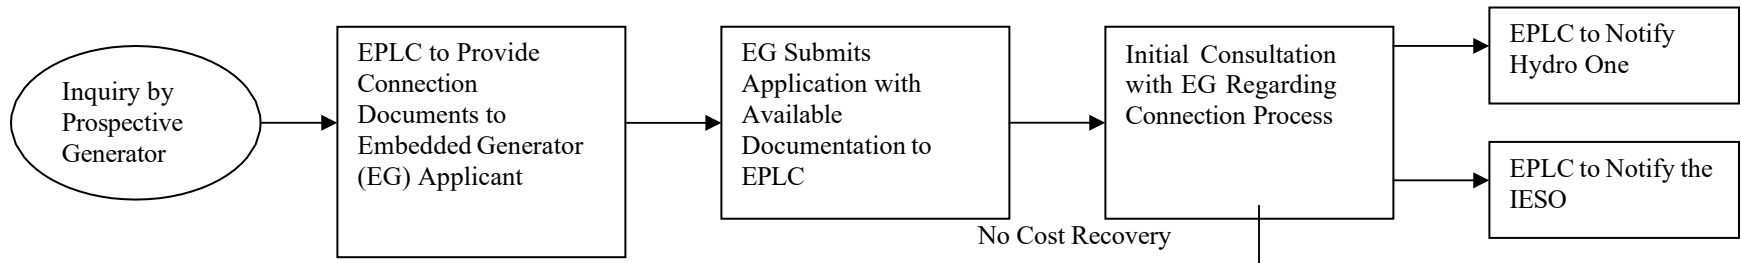 Inquiry by
Prospective
Generator
EPLC to Provide
Connection
Documents to
Embedded Generator
(EG) Applicant
EG Submits
Application with
Available
Documentation to
EPLC
Initial Consultation
with EG Regarding
Connection Process
EPLC to Notify
Hydro One
EPLC to Notify the
IESO
No Cost Recovery